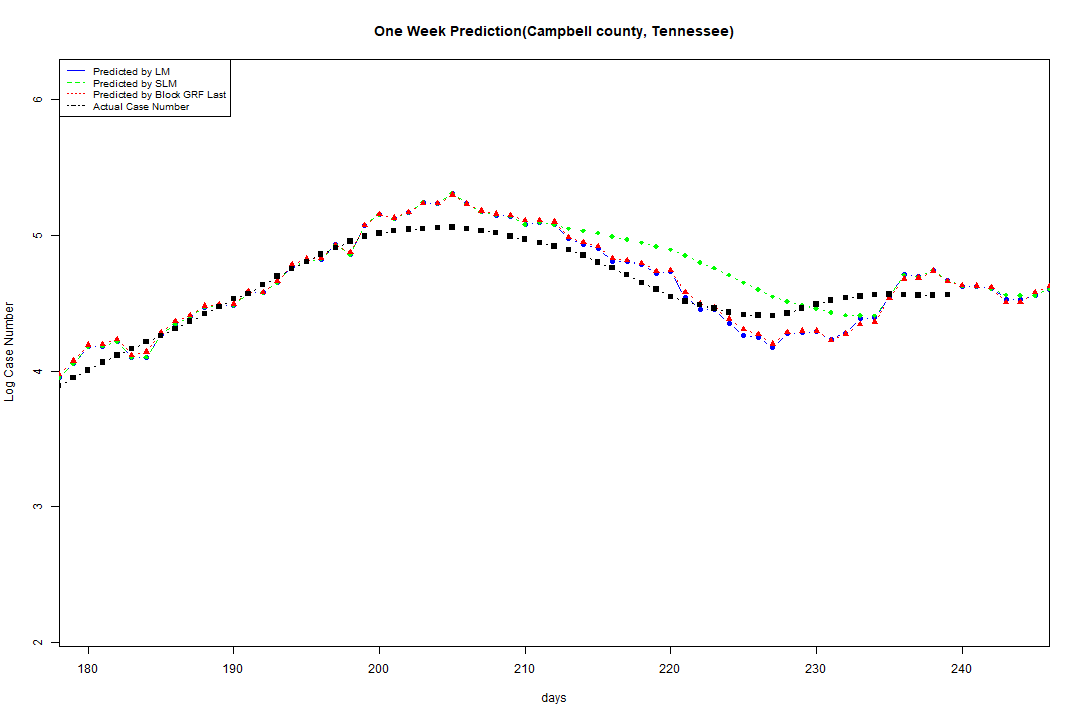 One Week Prediction(Campbell county, Tennessee)
Predicted by LM
Predicted by SLM
Predicted by Block GRF Last
Actual Case Number
6
5
4
3
2
Log Case Number
180 190 200 210 220 230 240
days